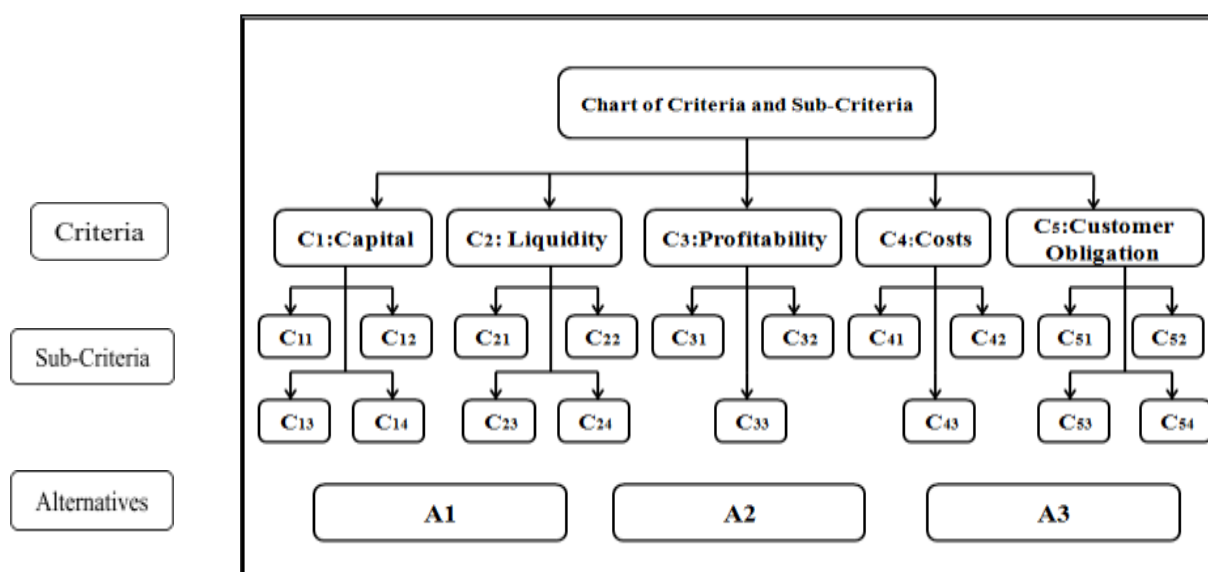 Chart of Criteria and Sub-Criteria
Criteria
C1:Capital
C2: Liquidity
C3:Profitability
C4:Costs
C5:Customer
Obligation
Sub-Criteria
C11
C12
C21
C22
C31
C32
C41
C42
C51
C52
C13
C14
C23
C24
C33
C43
C53
C54
Alternatives
A1
A2
A3